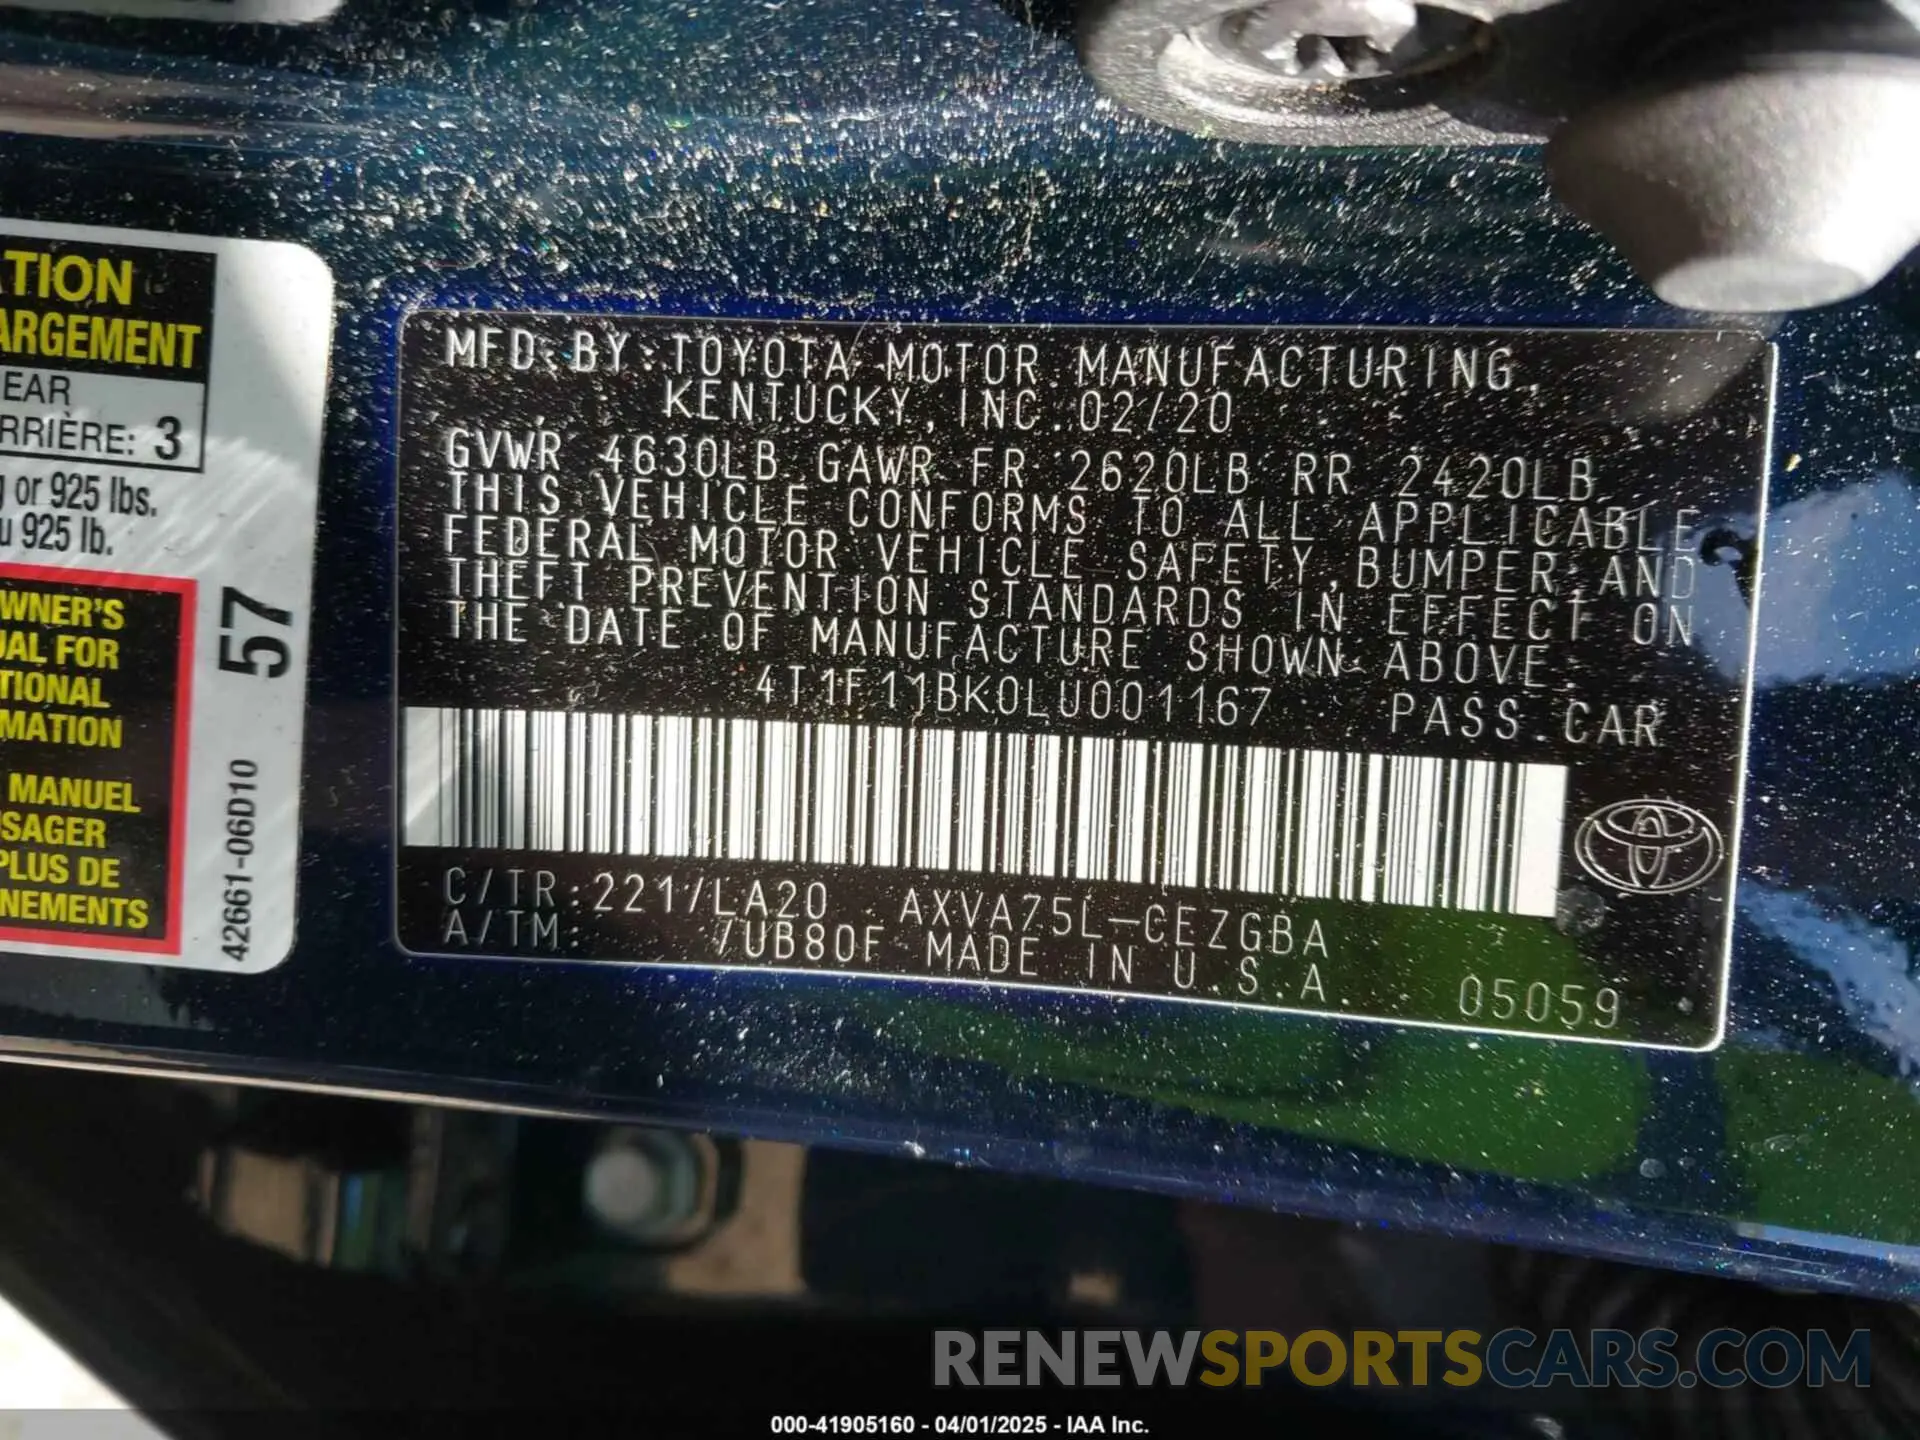 ATION
ARGEMENT
EAR
RRIÈRE: 3
g or 925 lbs.
u 925 lb.
WNER'S
UAL FOR
TIONAL
MATION
MANUEL
SAGER
PLUS DE
NEMENTS
57
42661-06D10
MFD. BY: TOYOTA MOTOR MANUFACTURING,
KENTUCKY, INC. 02/20
GVWR 4630LB GAWR FR 2620LB RR 2420LB
THIS VEHICLE CONFORMS TO ALL APPLICABLE
FEDERAL MOTOR VEHICLE SAFETY, BUMPER, AND
THEFT PREVENTION STANDARDS IN EFFECT ON
THE DATE OF MANUFACTURE SHOWN ABOVE.
4T1F11BK0LU001167 PASS.CAR
C/TR:221/LA20 AXVA75L-CEZGBA
A/TM: /UB80F MADE IN U.S.A.
05059
RENEWSPORTSCARS.COM
000-41905160 - 04/01/2025 - IAA Inc.